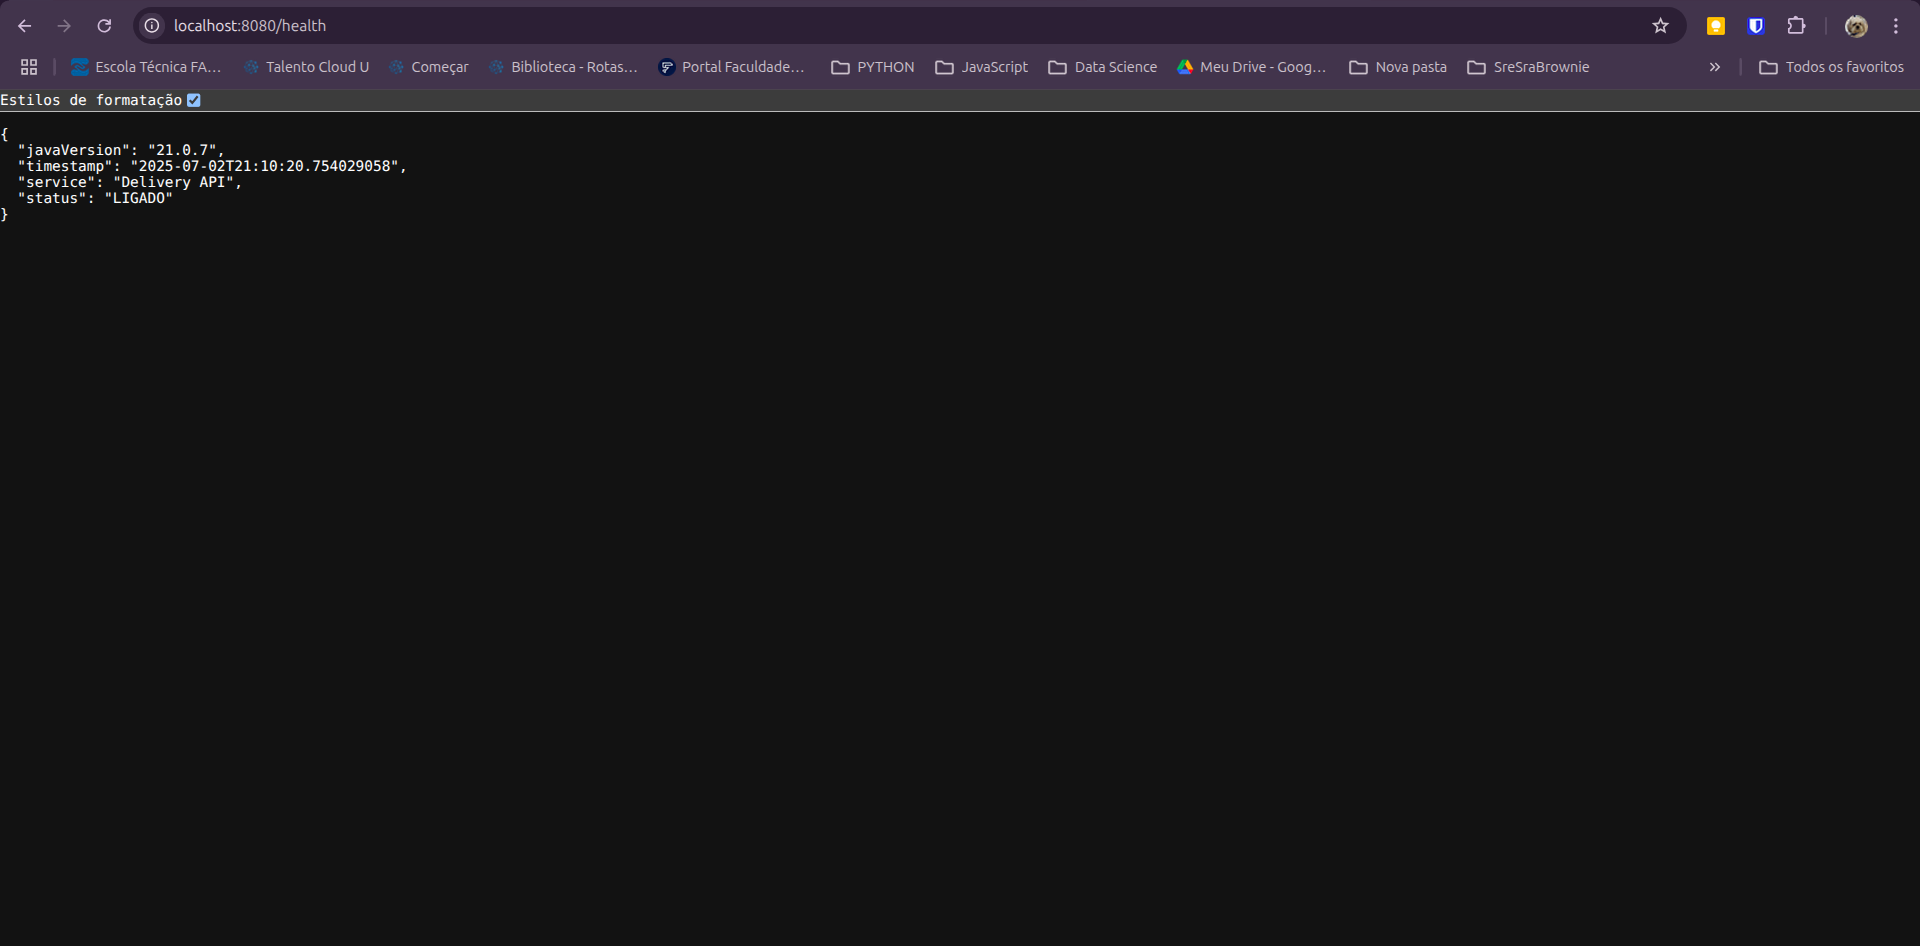 localhost:8080/health
Escola Técnica FA... Talento Cloud U Começar Biblioteca - Rotas... Portal Faculdade... PYTHON JavaScript Data Science Meu Drive - Goog... Nova pasta SreSraBrownie » Todos os favoritos
Estilos de formatação
{
  "javaVersion": "21.0.7",
  "timestamp": "2025-07-02T21:10:20.754029058",
  "service": "Delivery API",
  "status": "LIGADO"
}